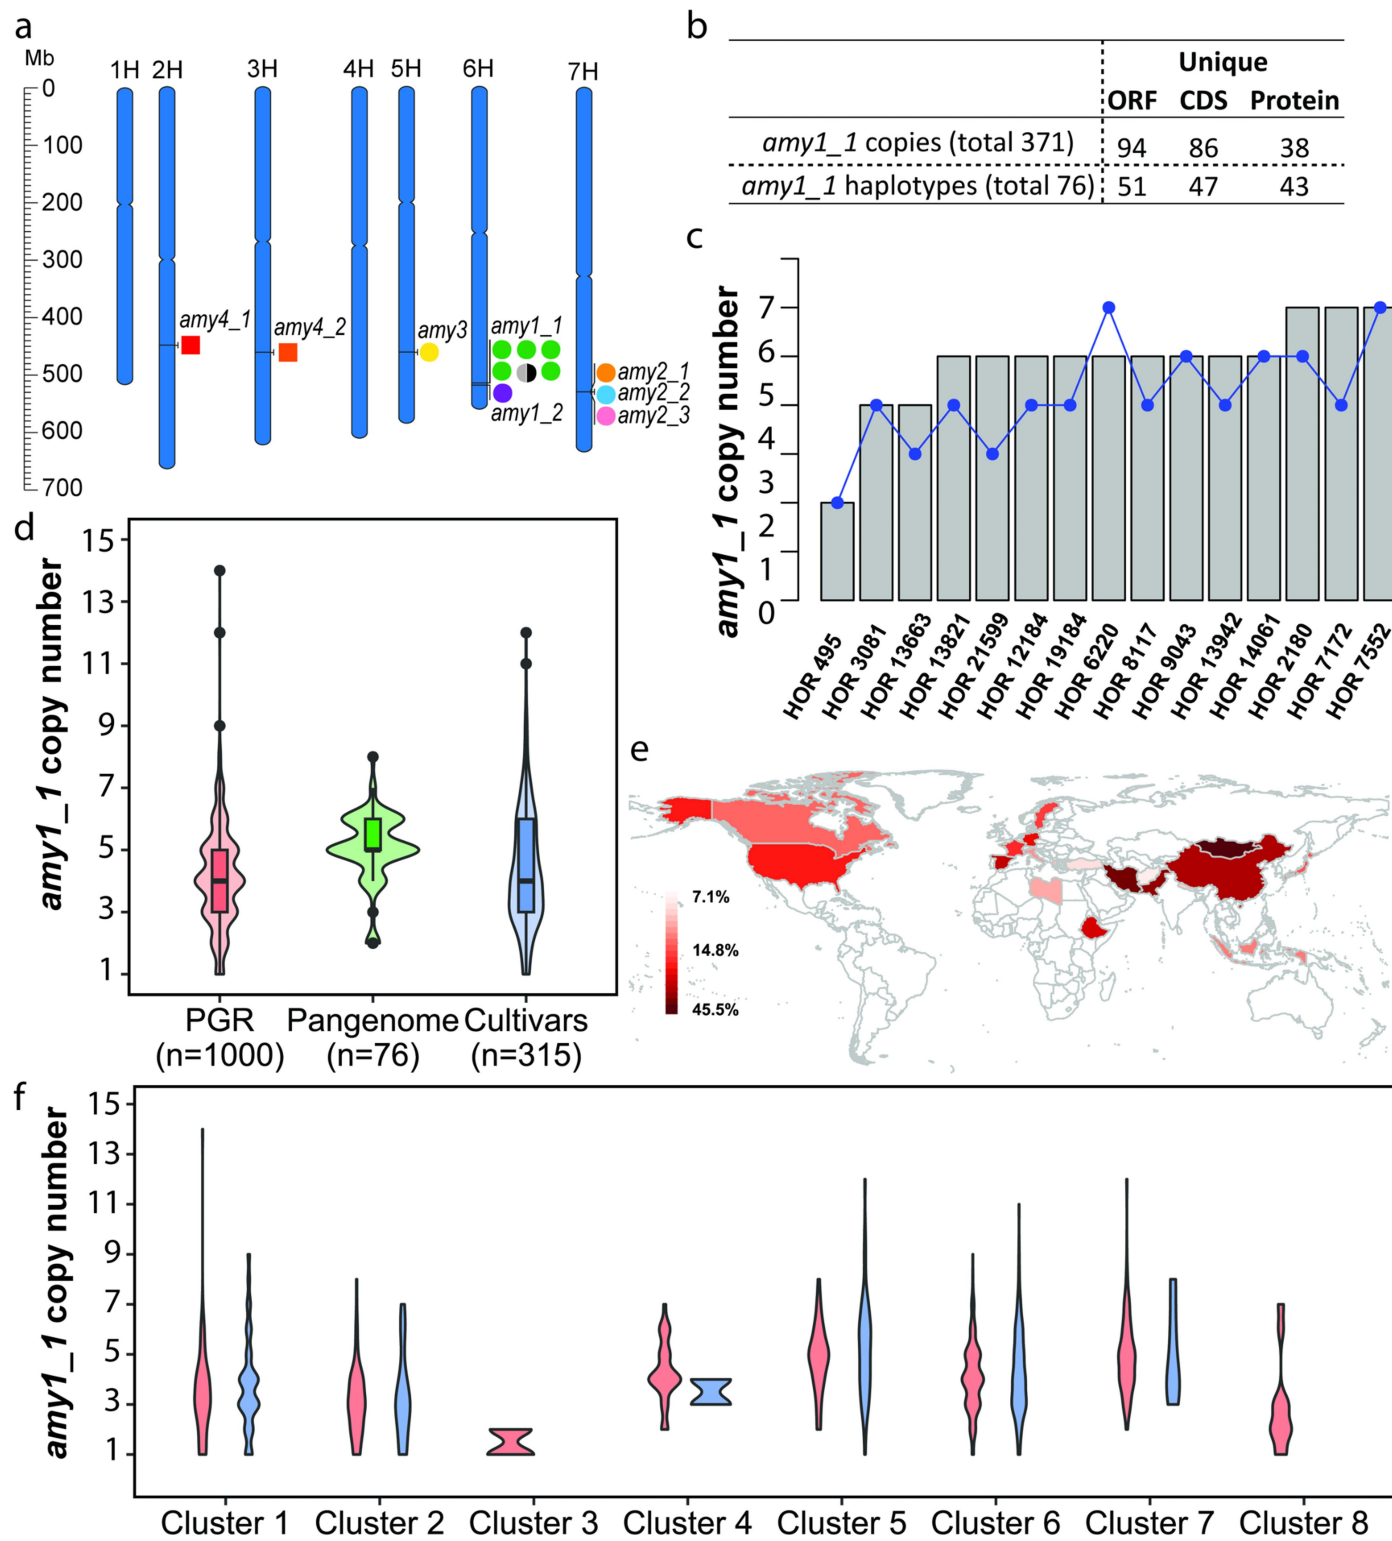 a
Mb
1H 2H 3H 4H 5H 6H 7H
0
100
200
300
400
500
600
700
amy4_1
amy4_2
amy3
amy1_1
amy1_2
amy2_1
amy2_2
amy2_3
b
Unique
ORF CDS Protein
amy1_1 copies (total 371) 94 86 38
amy1_1 haplotypes (total 76) 51 47 43
c
amy1_1 copy number
7
6
5
4
3
2
1
0
HOR 495
HOR 3081
HOR 13663
HOR 13821
HOR 21599
HOR 12184
HOR 19184
HOR 6220
HOR 8117
HOR 9043
HOR 13942
HOR 14061
HOR 2180
HOR 7172
HOR 7552
d
amy1_1 copy number
15
13
11
9
7
5
3
1
PGR
(n=1000)
Pangenome
(n=76)
Cultivars
(n=315)
e
7.1%
14.8%
45.5%
f
amy1_1 copy number
15
13
11
9
7
5
3
1
Cluster 1
Cluster 2
Cluster 3
Cluster 4
Cluster 5
Cluster 6
Cluster 7
Cluster 8